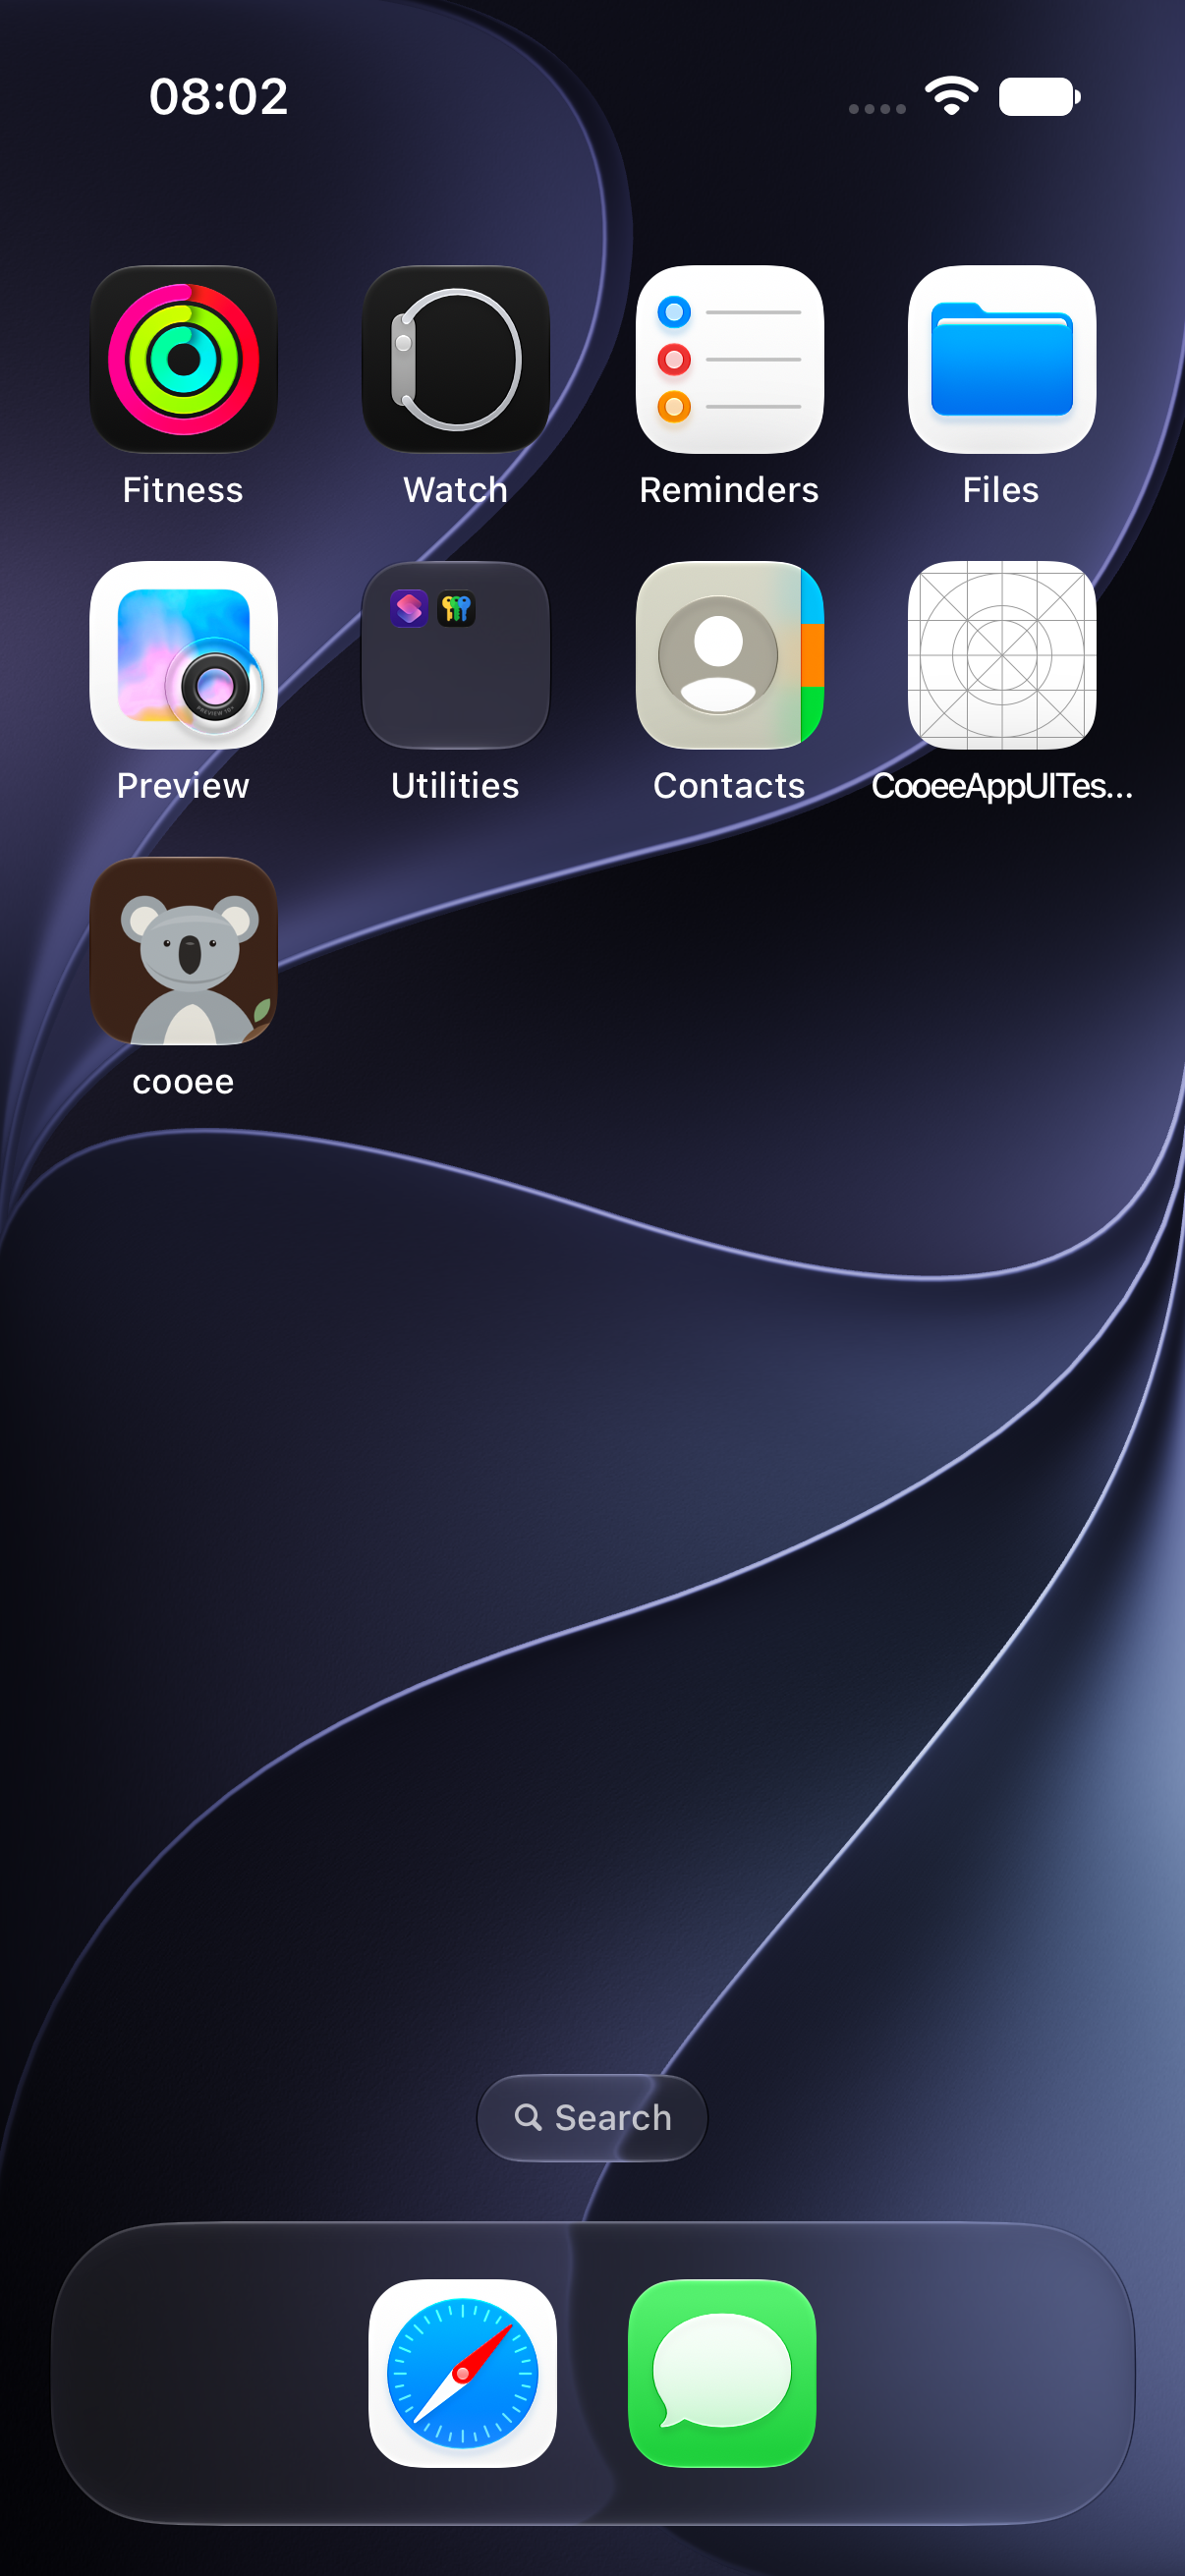 08:02
Fitness
Watch
Reminders
Files
Preview
Utilities
Contacts
CooeeAppUITes...
cooee
Search